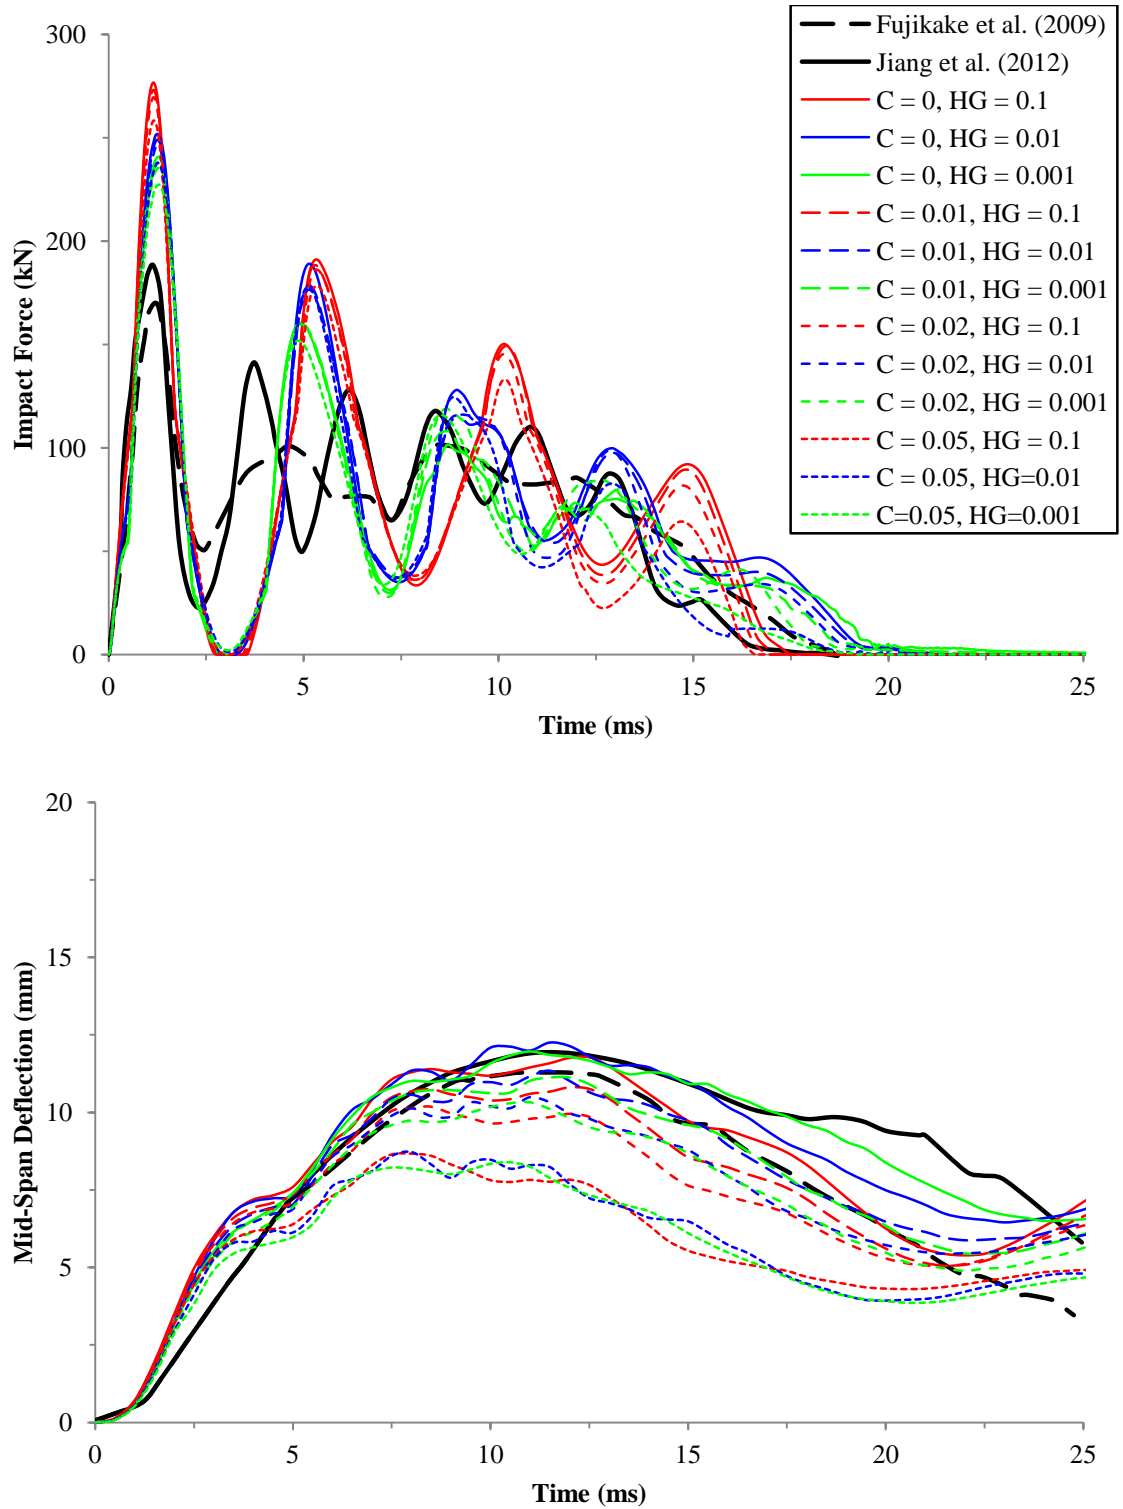 Fujikake et al. (2009)
Jiang et al. (2012)
C = 0, HG = 0.1
C = 0, HG = 0.01
C = 0, HG = 0.001
C = 0.01, HG = 0.1
C = 0.01, HG = 0.01
C = 0.01, HG = 0.001
C = 0.02, HG = 0.1
C = 0.02, HG = 0.01
C = 0.02, HG = 0.001
C = 0.05, HG = 0.1
C = 0.05, HG=0.01
C=0.05, HG=0.001
300
200
100
0
Impact Force (kN)
0 5 10 15 20 25
Time (ms)
20
15
10
5
0
Mid-Span Deflection (mm)
0 5 10 15 20 25
Time (ms)